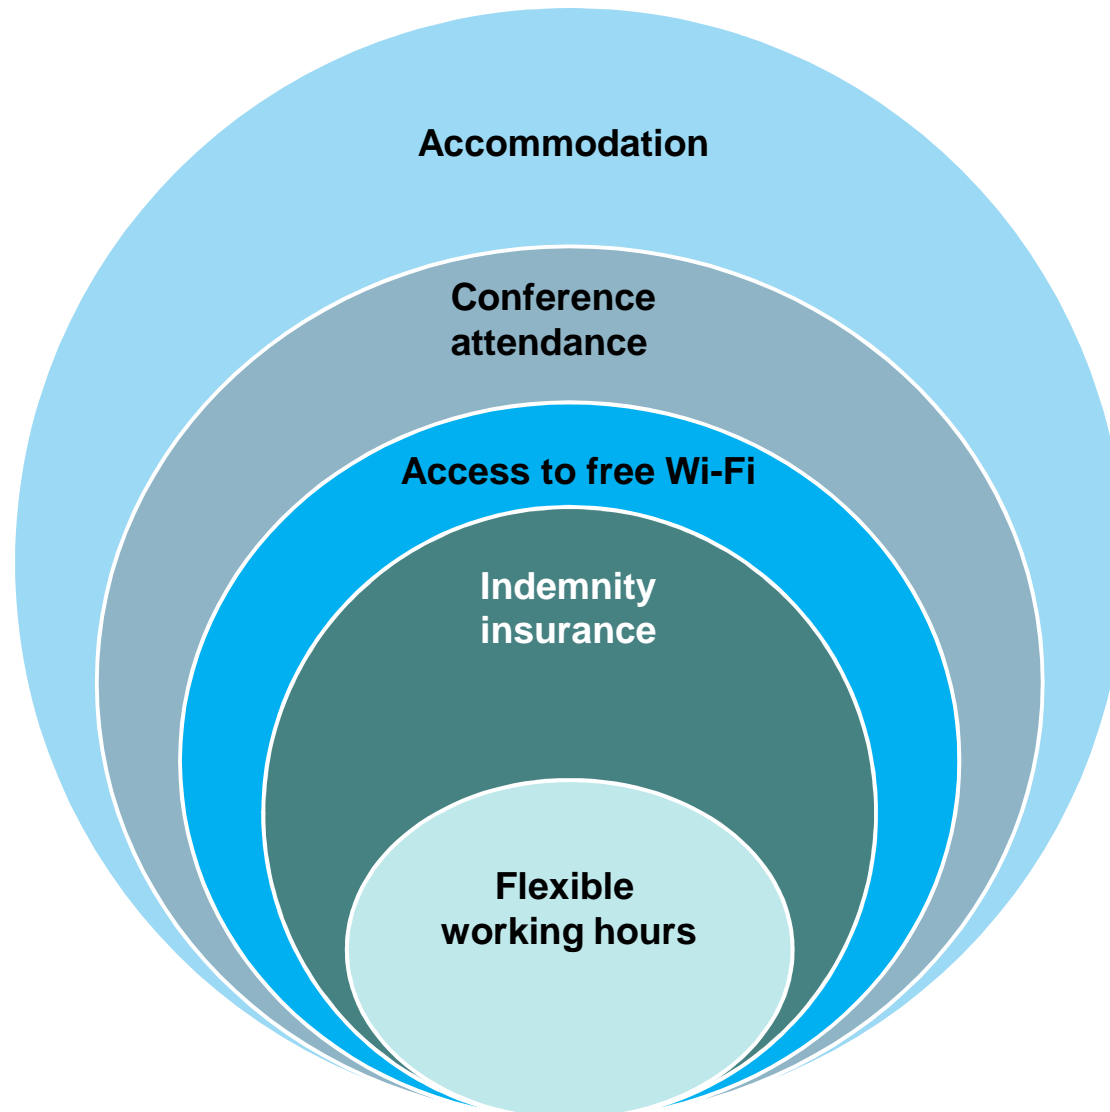 Accommodation
Conference
attendance
Access to free Wi-Fi
Indemnity
insurance
Flexible
working hours